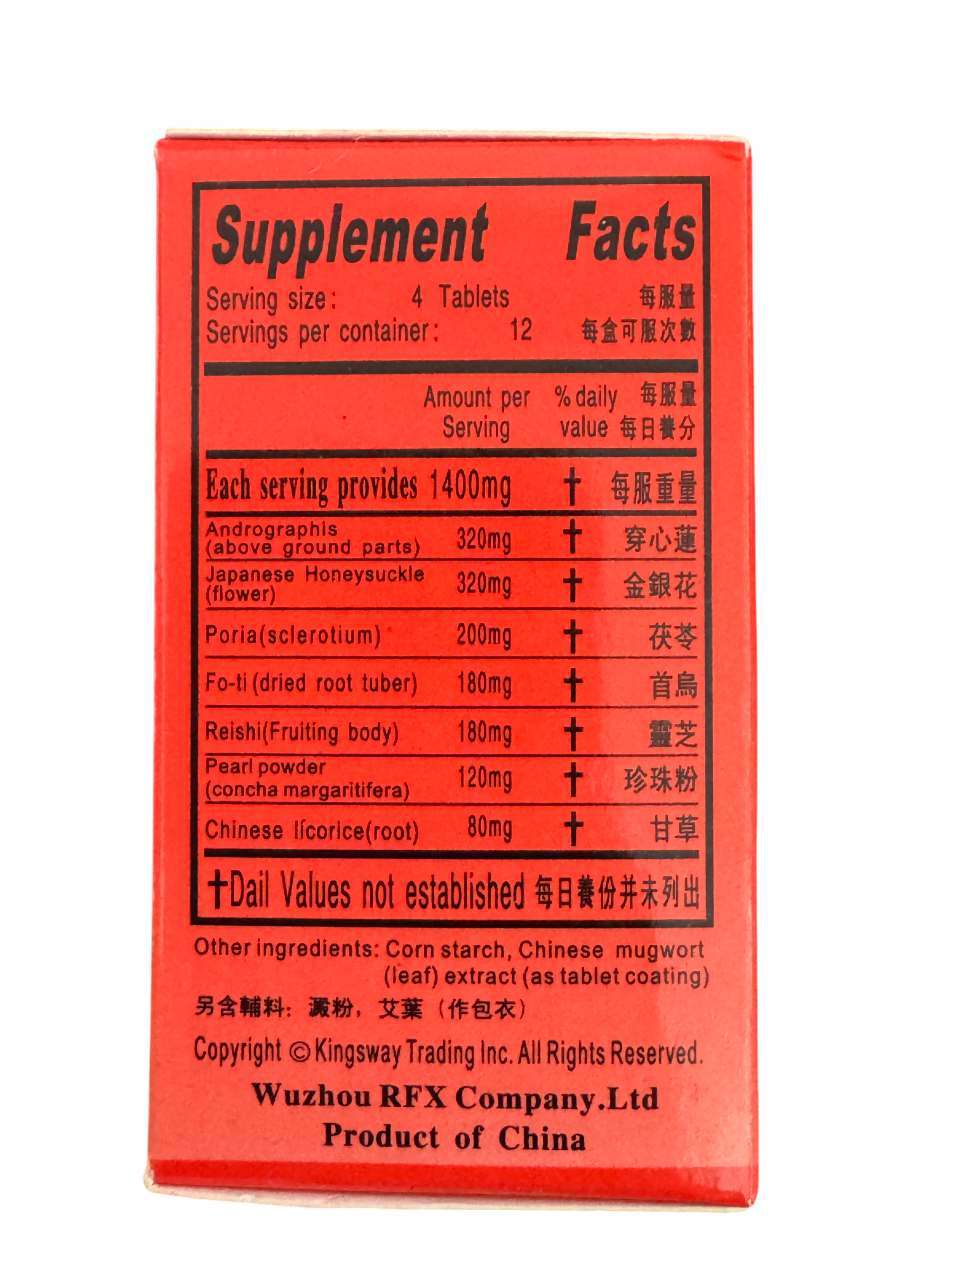 Supplement Facts
Serving size: 4 Tablets 每服量
Servings per container: 12 每盒可服次數
Amount per % daily 每服量
Serving value 每日養分
Each serving provides 1400mg † 每服重量
Andrographis
(above ground parts) 320mg † 穿心蓮
Japanese Honeysuckle
(flower) 320mg † 金銀花
Poria(sclerotium) 200mg † 茯苓
Fo-ti (dried root tuber) 180mg † 首烏
Reishi(Fruiting body) 180mg † 靈芝
Pearl powder
(concha margaritifera) 120mg † 珍珠粉
Chinese licorice(root) 80mg † 甘草
†Dail Values not established 每日養份并未列出
Other ingredients: Corn starch, Chinese mugwort
(leaf) extract (as tablet coating)
另含輔料: 澱粉, 艾葉 (作包衣)
Copyright © Kingsway Trading Inc. All Rights Reserved.
Wuzhou RFX Company.Ltd
Product of China